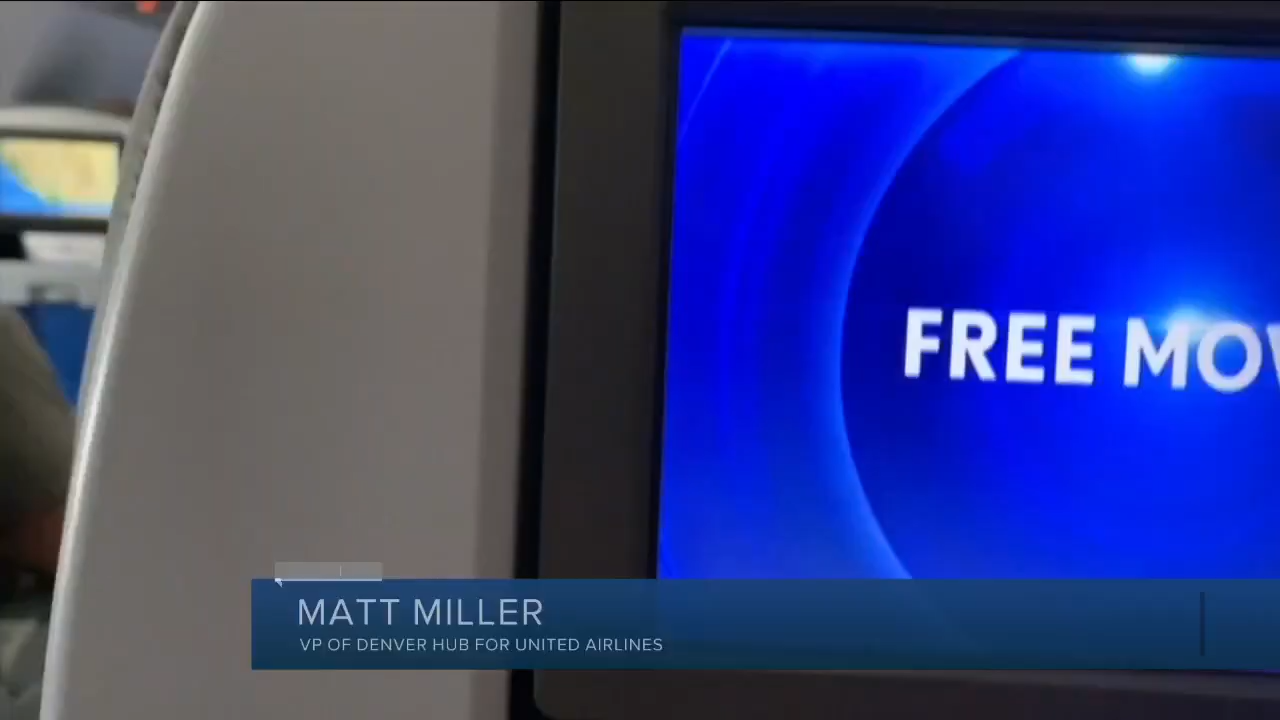 FREE MOV
MATT MILLER
VP OF DENVER HUB FOR UNITED AIRLINES